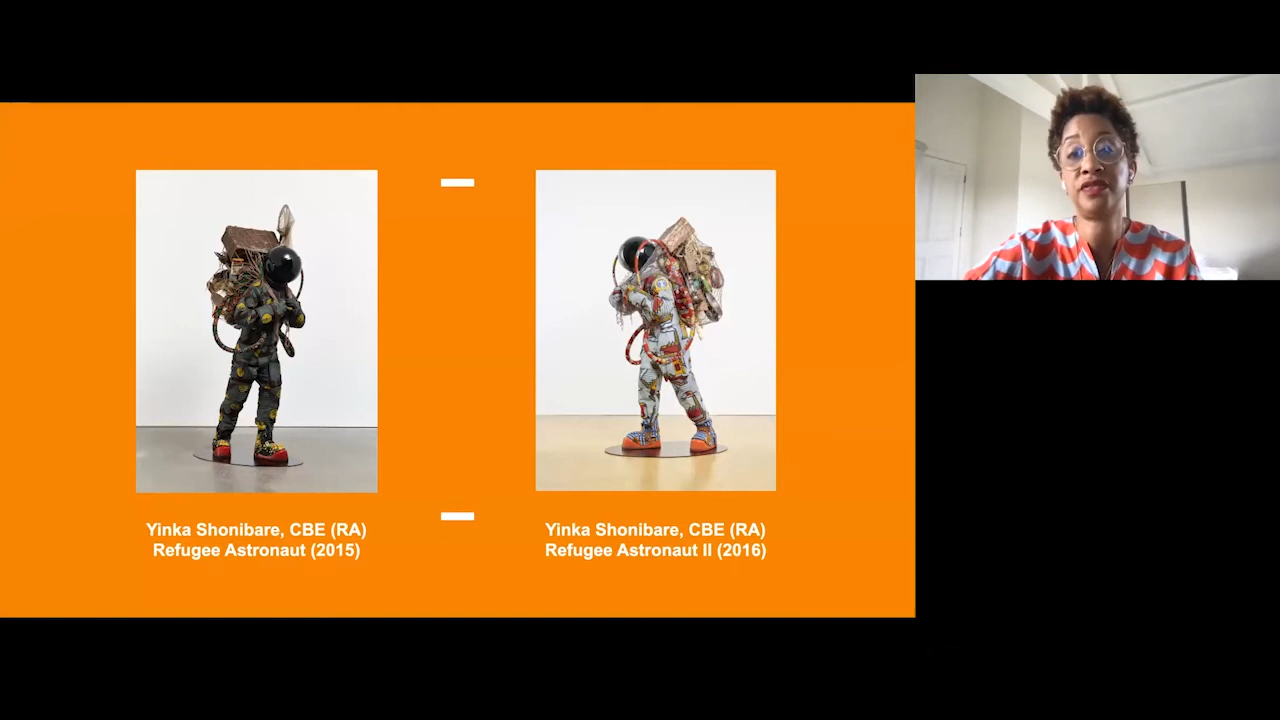 Yinka Shonibare, CBE (RA)
Refugee Astronaut (2015)
Yinka Shonibare, CBE (RA)
Refugee Astronaut II (2016)